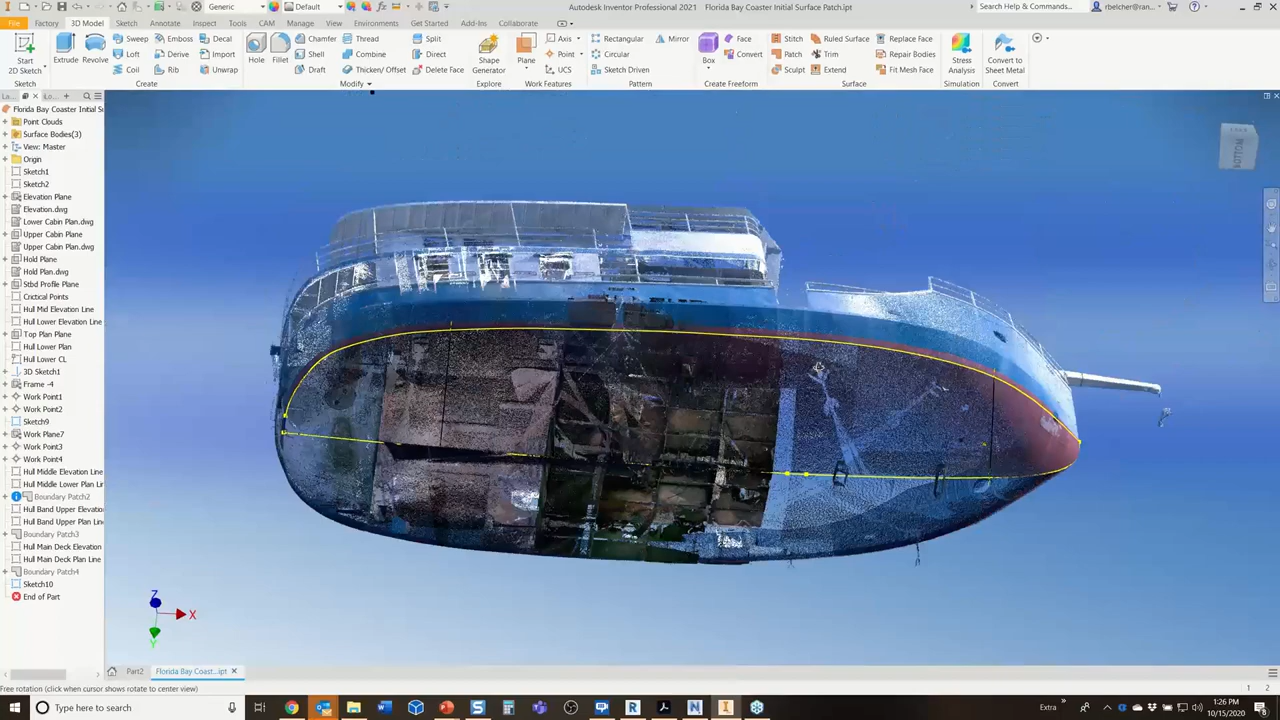 Autodesk Inventor Professional 2021   Florida Bay Coaster Initial Surface Patch.ipt
Generic
Default
Search Help & Commands...
rbelcher@ran...
File
Factory
3D Model
Sketch
Annotate
Inspect
Tools
CAM
Manage
View
Environments
Get Started
Add-Ins
Collaborate
Start
2D Sketch
Extrude
Revolve
Sweep
Loft
Coil
Emboss
Derive
Rib
Decal
Import
Unwrap
Hole
Fillet
Chamfer
Shell
Draft
Thread
Combine
Thicken/ Offset
Split
Direct
Delete Face
Shape
Generator
Plane
Axis
Point
UCS
Rectangular
Circular
Sketch Driven
Mirror
Box
Face
Convert
Stitch
Patch
Sculpt
Ruled Surface
Trim
Extend
Replace Face
Repair Bodies
Fit Mesh Face
Stress
Analysis
Convert to
Sheet Metal
Sketch
Create
Modify
Explore
Work Features
Pattern
Create Freeform
Surface
Simulation
Convert
La...
Lo...
Florida Bay Coaster Initial S
Point Clouds
Surface Bodies(3)
View: Master
Origin
Sketch1
Sketch2
Elevation Plane
Elevation.dwg
Lower Cabin Plan.dwg
Upper Cabin Plane
Upper Cabin Plan.dwg
Hold Plane
Hold Plan.dwg
Stbd Profile Plane
Crictical Points
Hull Mid Elevation Line
Hull Lower Elevation Line
Top Plan Plane
Hull Lower Plan
Hull Lower CL
3D Sketch1
Frame -4
Work Point1
Work Point2
Sketch9
Work Plane7
Work Point3
Work Point4
Hull Middle Elevation Line
Hull Middle Lower Plan Line
Boundary Patch2
Hull Band Upper Elevation
Hull Band Upper Plan Line
Boundary Patch3
Hull Main Deck Elevation
Hull Main Deck Plan Line
Boundary Patch4
Sketch10
End of Part
BOTTOM
Z
X
Y
Part2
Florida Bay Coast...ipt
Free rotation (click when cursor shows rotate to center view)
1
2
Type here to search
Extra
1:26 PM
10/15/2020